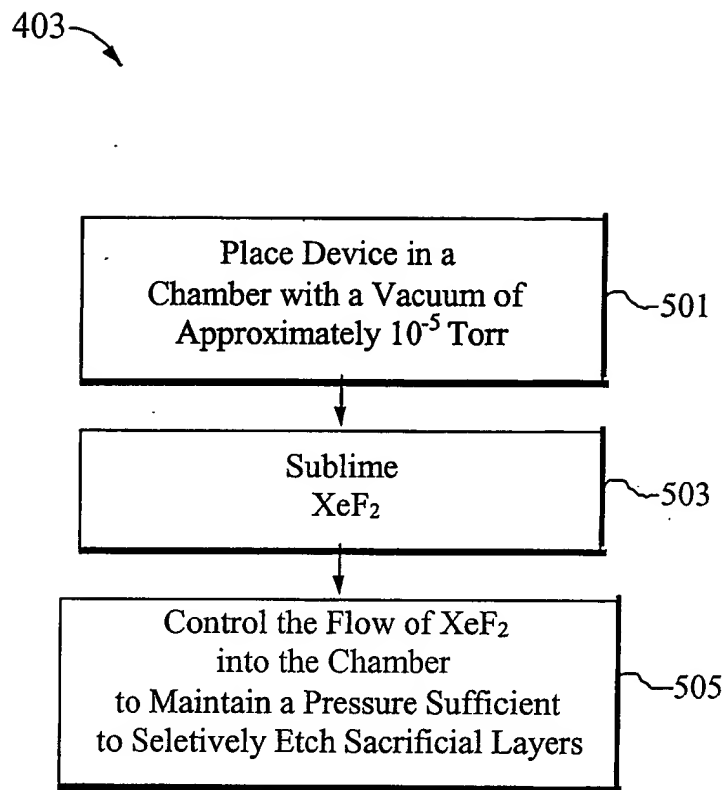 403
Place Device in a
Chamber with a Vacuum of
Approximately 10⁻⁵ Torr
501
Sublime
XeF₂
503
Control the Flow of XeF₂
into the Chamber
to Maintain a Pressure Sufficient
to Seletively Etch Sacrificial Layers
505